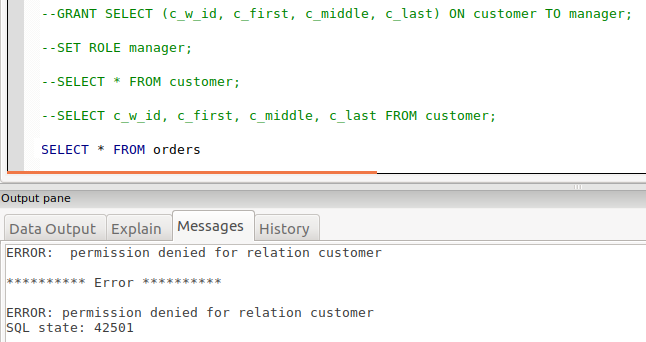 --GRANT SELECT (c_w_id, c_first, c_middle, c_last) ON customer TO manager;
--SET ROLE manager;
--SELECT * FROM customer;
--SELECT c_w_id, c_first, c_middle, c_last FROM customer;
SELECT * FROM orders
Output pane
Data Output Explain Messages History
ERROR:  permission denied for relation customer
********** Error **********
ERROR: permission denied for relation customer
SQL state: 42501